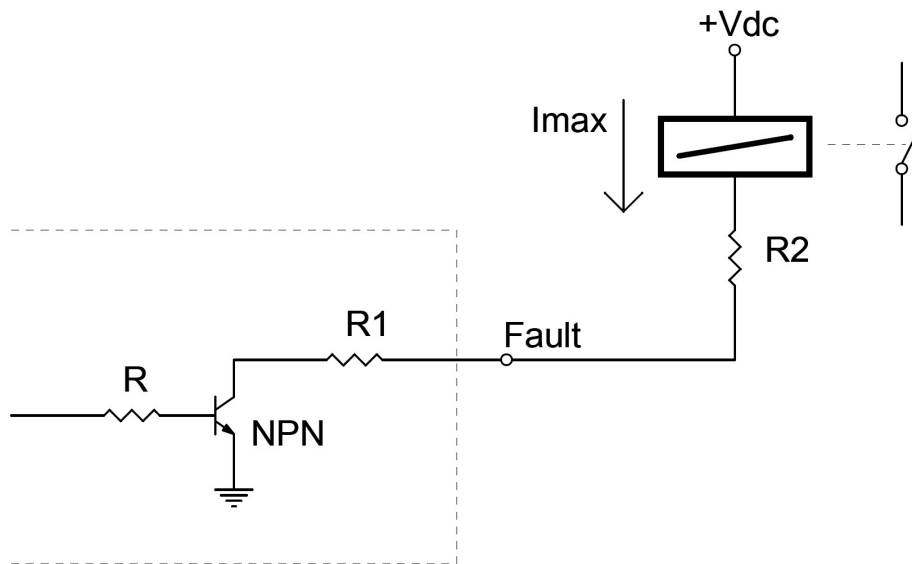 +Vdc
Imax
R2
R1
Fault
R
NPN